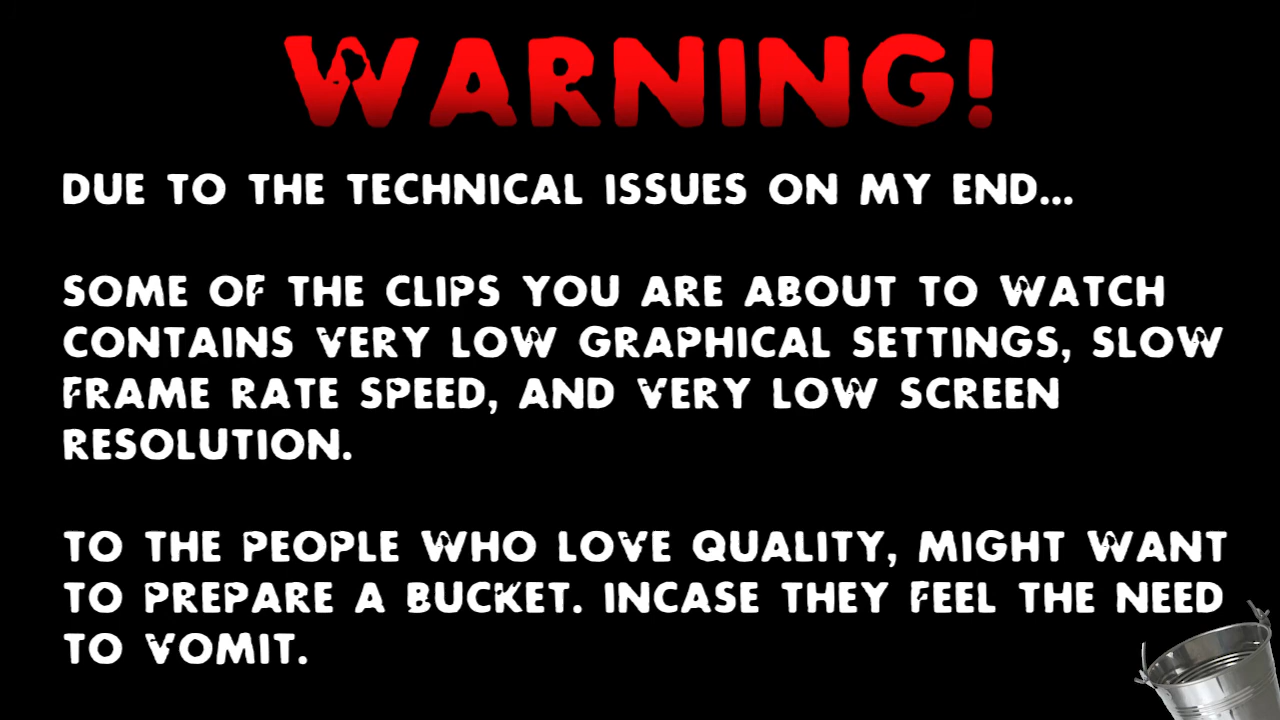 WARNING!
DUE TO THE TECHNICAL ISSUES ON MY END...
SOME OF THE CLIPS YOU ARE ABOUT TO WATCH
CONTAINS VERY LOW GRAPHICAL SETTINGS, SLOW
FRAME RATE SPEED, AND VERY LOW SCREEN
RESOLUTION.
TO THE PEOPLE WHO LOVE QUALITY, MIGHT WANT
TO PREPARE A BUCKET. INCASE THEY FEEL THE NEED
TO VOMIT.